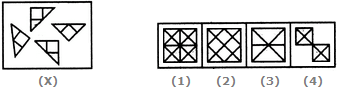 (X) (1) (2) (3) (4)